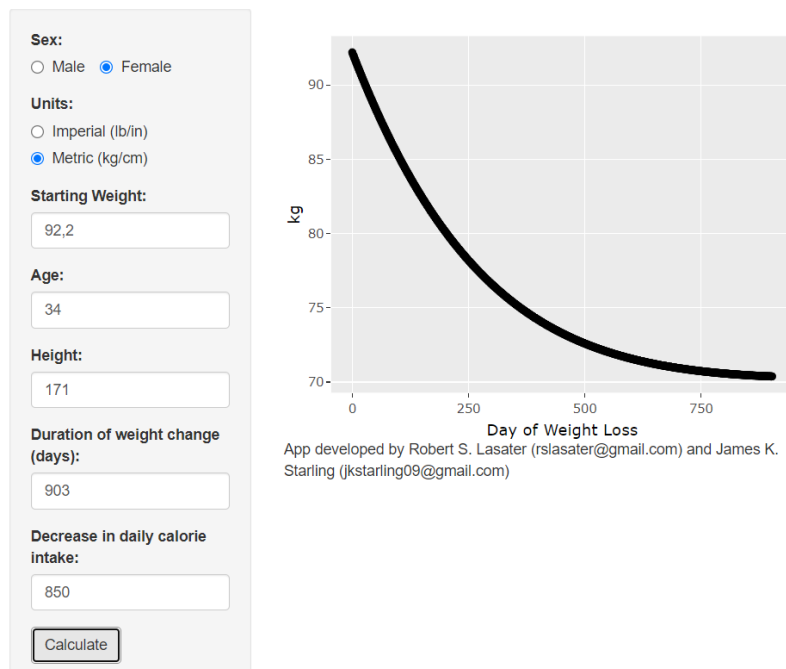 Sex:
Male Female
Units:
Imperial (lb/in)
Metric (kg/cm)
Starting Weight:
92,2
Age:
34
Height:
171
Duration of weight change
(days):
903
Decrease in daily calorie
intake:
850
Calculate
90
85
80
75
70
kg
0 250 500 750
Day of Weight Loss
App developed by Robert S. Lasater (rslasater@gmail.com) and James K.
Starling (jkstarling09@gmail.com)